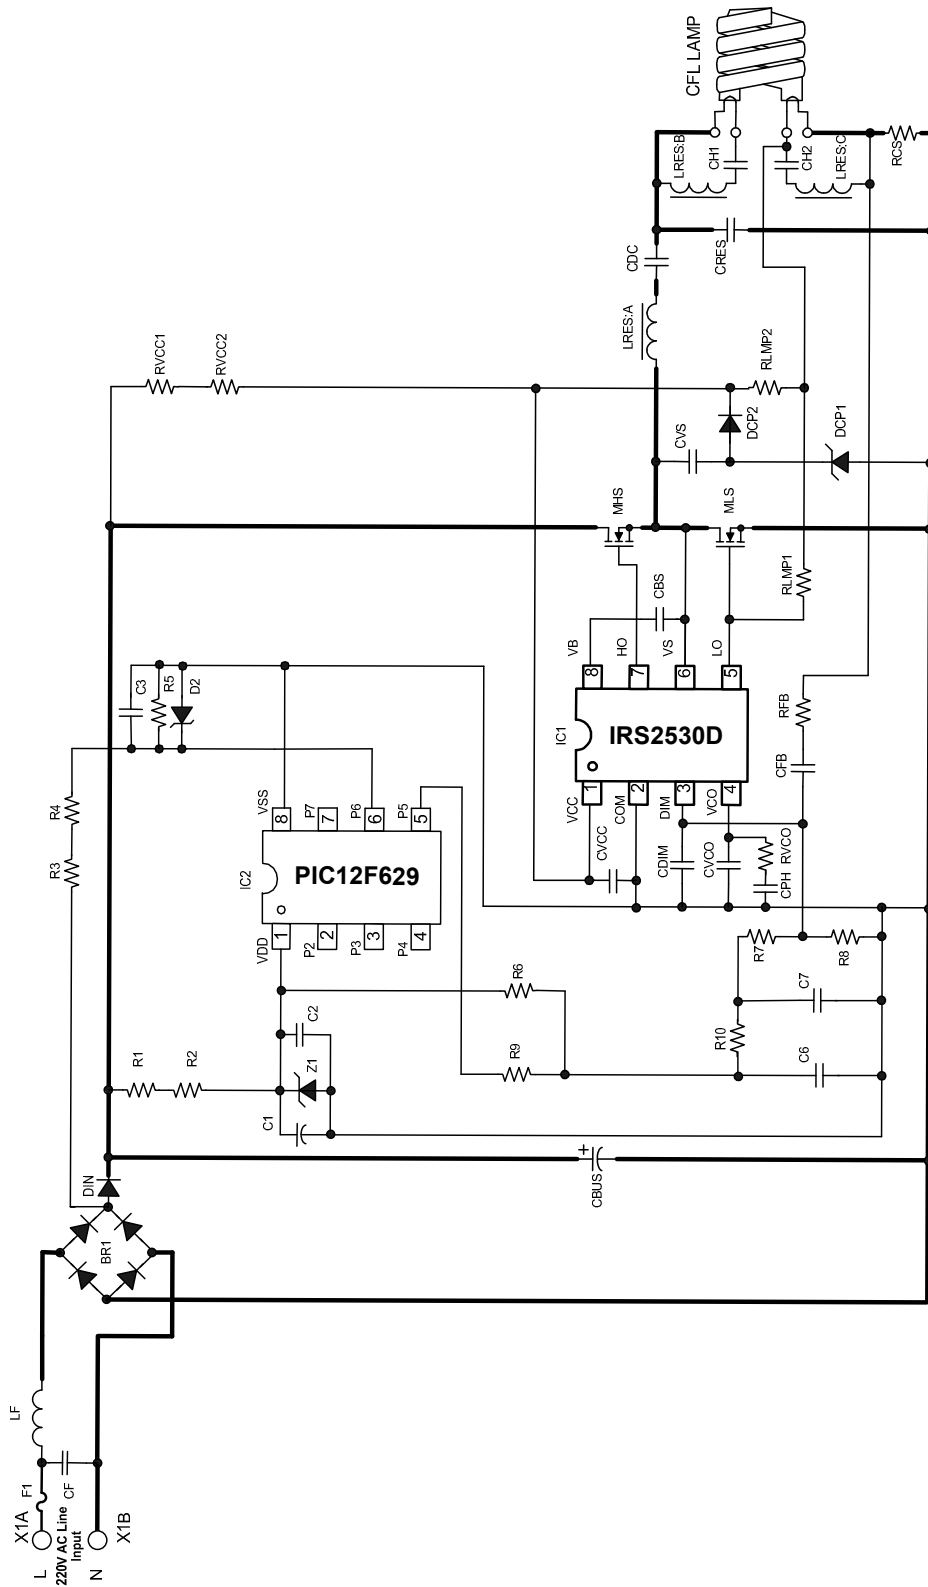 CFL LAMP
LRES:B
CH1
CH2
LRES:C
RCS
CDC
CRES
LRES:A
RVCC1
RVCC2
RLMP2
DCP2
CVS
DCP1
MHS
MLS
CBS
RLMP1
VB
HO
VS
LO
8
7
6
5
IC1
IRS2530D
1
2
3
4
VCC
COM
DIM
VCO
RFB
CFB
CVCC
CDIM
CVCO
CPH
RVCO
C3
R5
D2
R4
R3
VSS
P7
P6
P5
8
7
6
5
IC2
PIC12F629
1
2
3
4
VDD
P2
P3
P4
R7
R8
R6
C2
C7
R10
R9
C6
R1
R2
Z1
C1
+
CBUS
DIN
BR1
LF
F1
CF
X1A
X1B
L
220V AC Line
Input
N